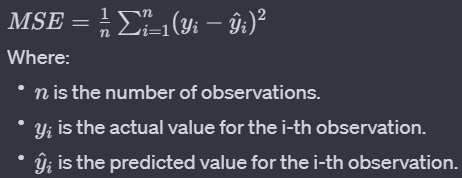 MSE = \frac{1}{n} \sum_{i=1}^{n} (y_i - \hat{y}_i)^2
Where:
• n is the number of observations.
• y_i is the actual value for the i-th observation.
• \hat{y}_i is the predicted value for the i-th observation.